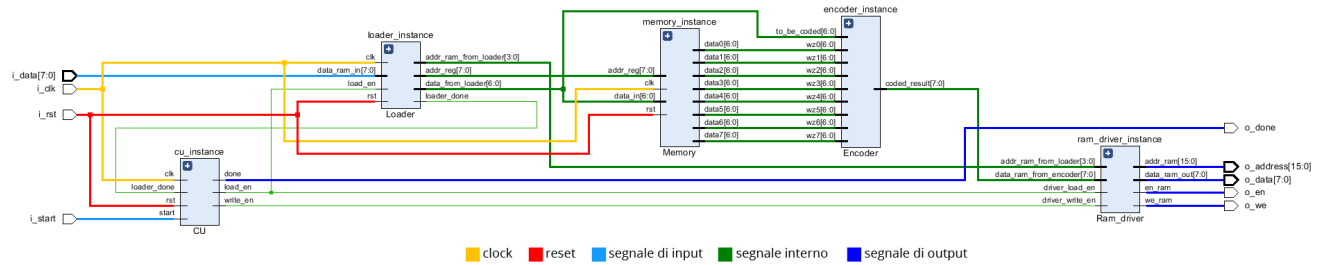 encoder_instance
memory_instance
loader_instance
to_be_coded[6:0]
data0[6:0]
wz0[6:0]
clk
addr_ram_from_loader[3:0]
data1[6:0]
wz1[6:0]
i_data[7:0]
data_ram_in[7:0]
addr_reg[7:0]
addr_reg[7:0]
data2[6:0]
wz2[6:0]
i_clk
load_en
data_from_loader[6:0]
clk
data3[6:0]
wz3[6:0]
coded_result[7:0]
rst
loader_done
data_in[6:0]
data4[6:0]
wz4[6:0]
i_rst
Loader
rst
data5[6:0]
wz5[6:0]
data6[6:0]
wz6[6:0]
o_done
data7[6:0]
wz7[6:0]
ram_driver_instance
cu_instance
Memory
Encoder
addr_ram_from_loader[3:0]
addr_ram[15:0]
o_address[15:0]
clk
done
data_ram_from_encoder[7:0]
data_ram_out[7:0]
o_data[7:0]
loader_done
load_en
driver_load_en
en_ram
o_en
rst
write_en
driver_write_en
we_ram
o_we
i_start
start
CU
Ram_driver
clock
reset
segnale di input
segnale interno
segnale di output